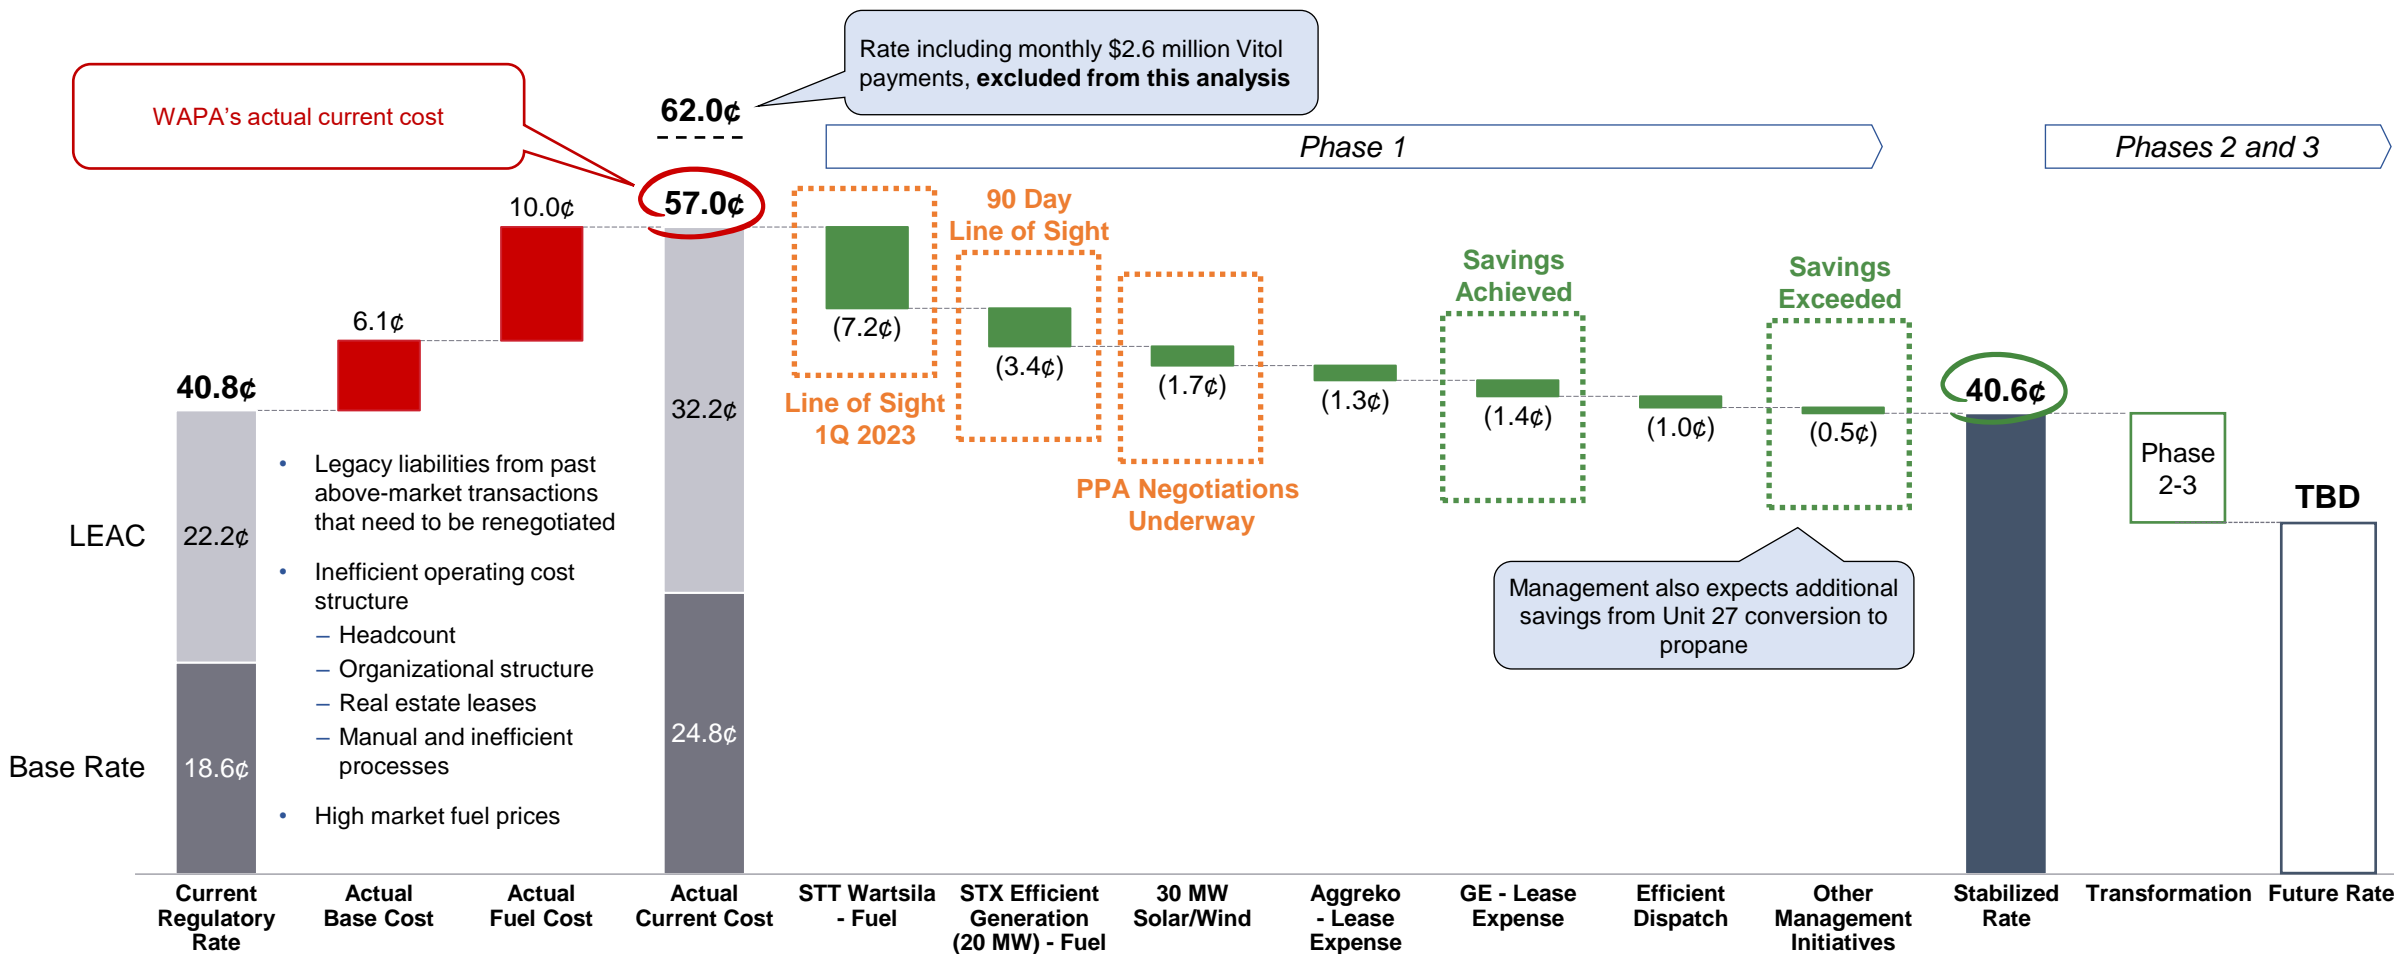 Rate including monthly $2.6 million Vitol
payments, excluded from this analysis
WAPA's actual current cost
62.0¢
Phase 1
Phases 2 and 3
57.0¢
10.0¢
6.1¢
40.8¢
90 Day
Line of Sight
(7.2¢)
Line of Sight
1Q 2023
(3.4¢)
(1.7¢)
PPA Negotiations
Underway
(1.3¢)
Savings
Achieved
(1.4¢)
(1.0¢)
Savings
Exceeded
(0.5¢)
40.6¢
Phase
2-3
TBD
LEAC
22.2¢
32.2¢
Base Rate
18.6¢
24.8¢
• Legacy liabilities from past
above-market transactions
that need to be renegotiated
• Inefficient operating cost
structure
– Headcount
– Organizational structure
– Real estate leases
– Manual and inefficient
processes
• High market fuel prices
Management also expects additional
savings from Unit 27 conversion to
propane
Current
Regulatory
Rate
Actual
Base Cost
Actual
Fuel Cost
Actual
Current Cost
STT Wartsila
- Fuel
STX Efficient
Generation
(20 MW) - Fuel
30 MW
Solar/Wind
Aggreko
- Lease
Expense
GE - Lease
Expense
Efficient
Dispatch
Other
Management
Initiatives
Stabilized
Rate
Transformation
Future Rate